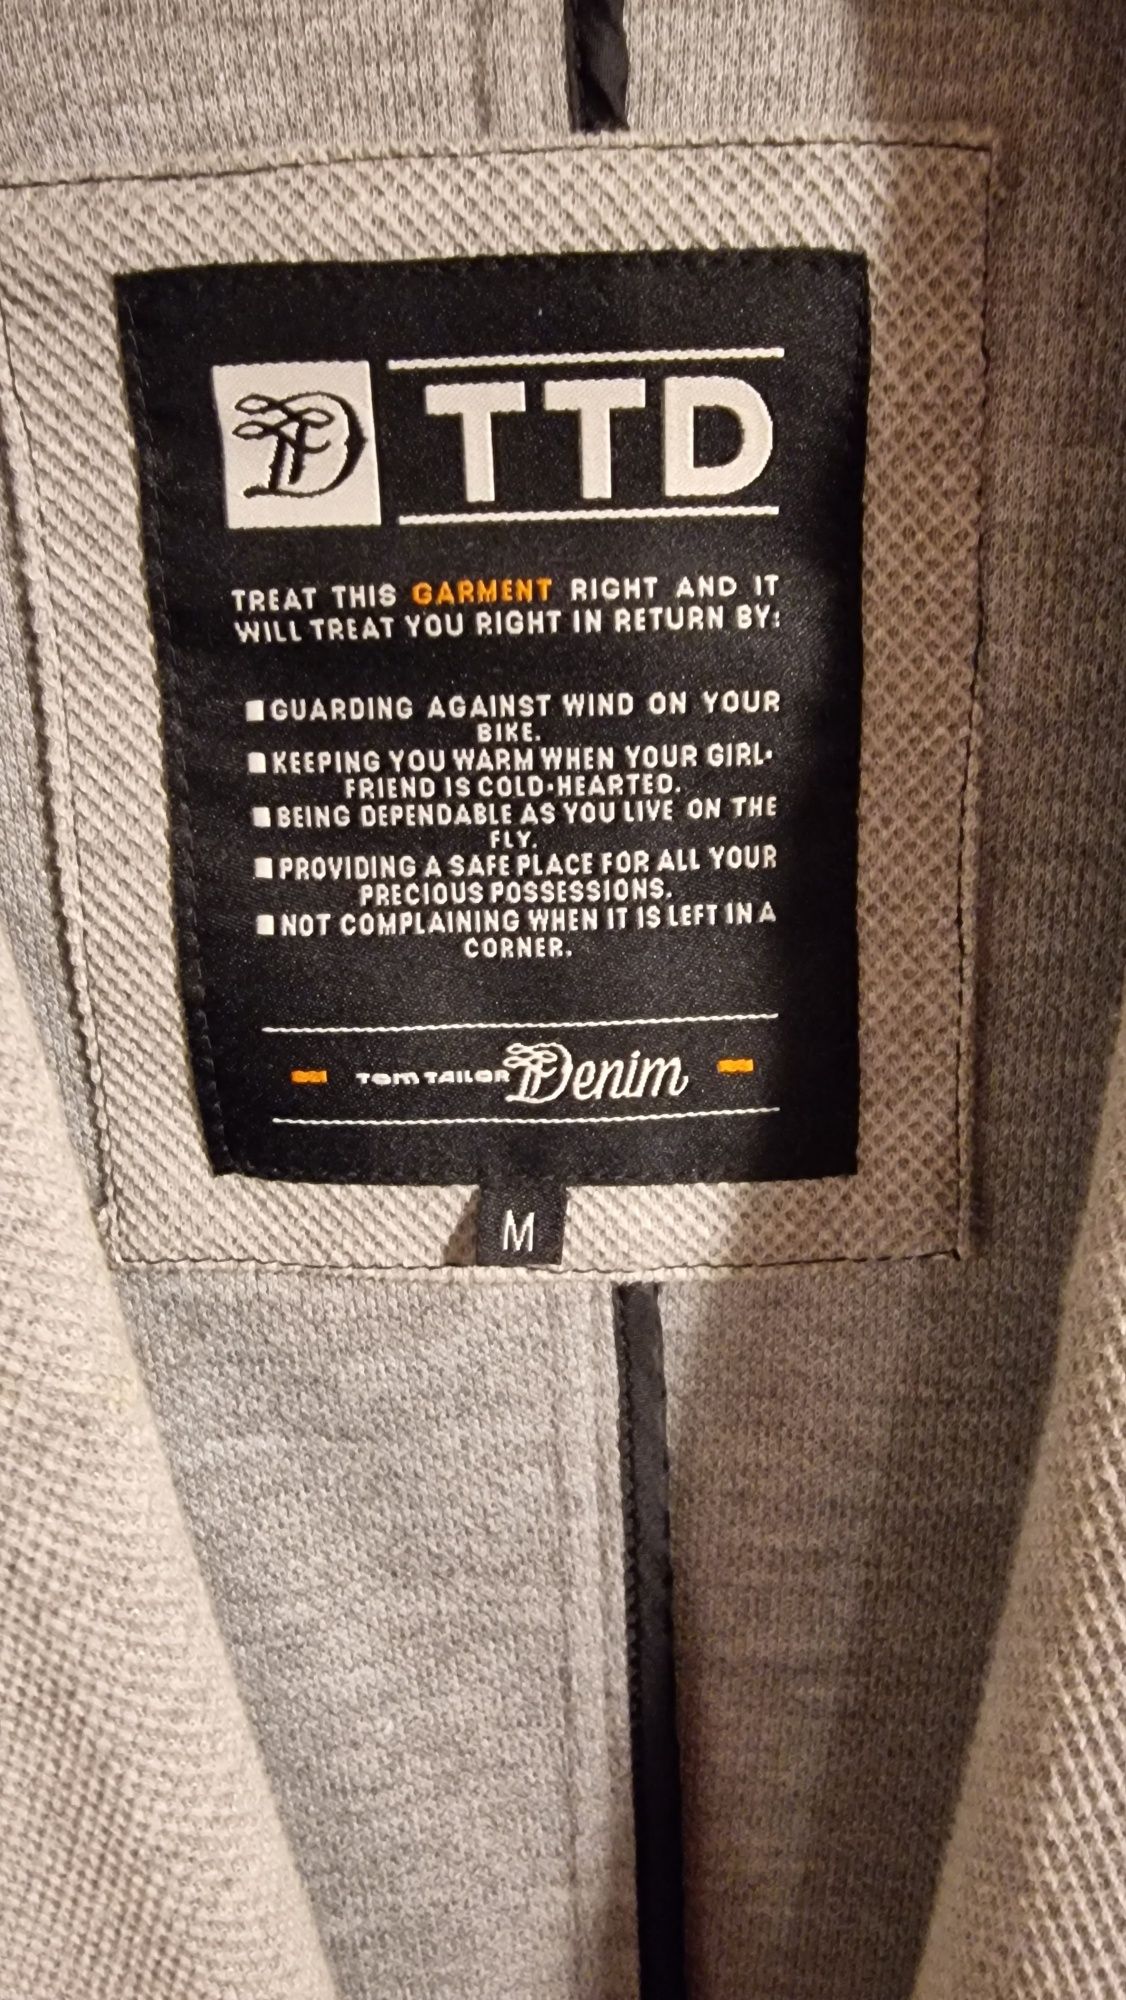 TTD
TREAT THIS GARMENT RIGHT AND IT
WILL TREAT YOU RIGHT IN RETURN BY:
■GUARDING AGAINST WIND ON YOUR
BIKE.
■KEEPING YOU WARM WHEN YOUR GIRL-
FRIEND IS COLD-HEARTED.
■BEING DEPENDABLE AS YOU LIVE ON THE
FLY.
■PROVIDING A SAFE PLACE FOR ALL YOUR
PRECIOUS POSSESSIONS.
■NOT COMPLAINING WHEN IT IS LEFT IN A
CORNER.
TOM TAILOR Denim
M